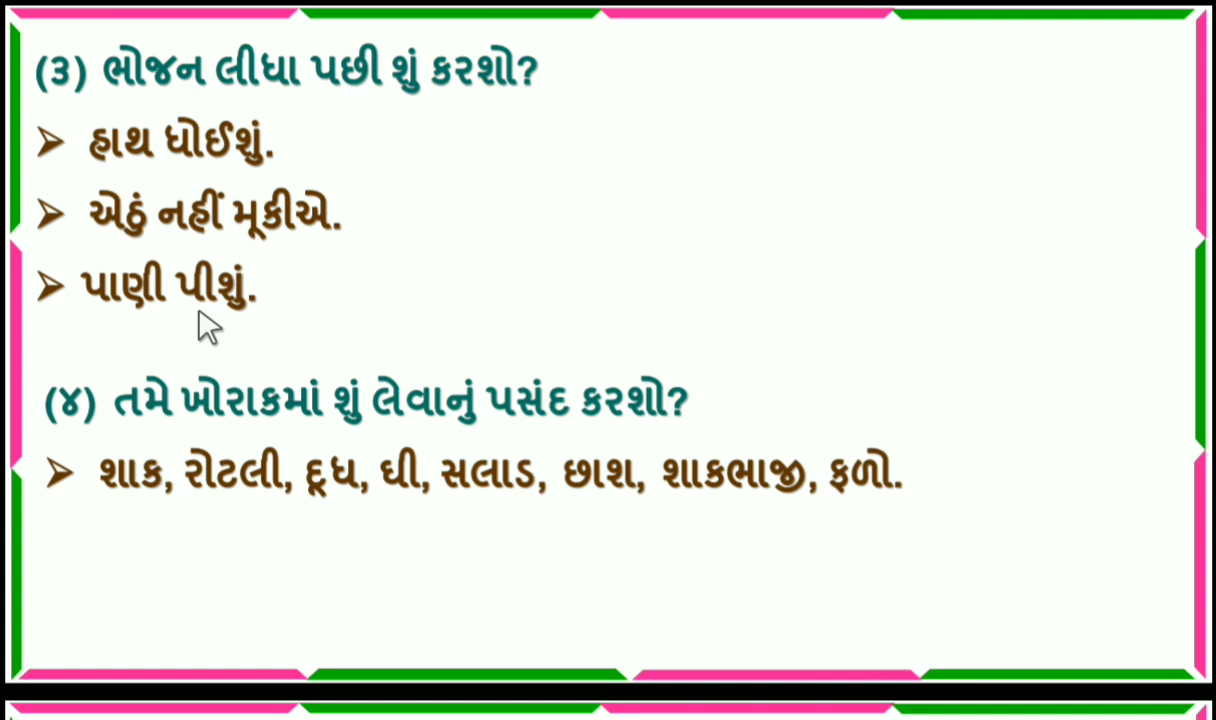 (૩) ભોજન લીધા પછી શું કરશો?
➢ હાથ ધોઈશું.
➢ એઠું નહીં મૂકીએ.
➢ પાણી પીશું.
(૪) તમે ખોરાકમાં શું લેવાનું પસંદ કરશો?
➢ શાક, રોટલી, દૂધ, ઘી, સલાડ, છાશ, શાકભાજી, ફળો.